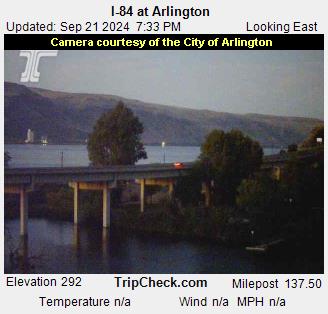 I-84 at Arlington
Updated: Sep 21 2024 7:33 PM Looking East
Camera courtesy of the City of Arlington
Elevation 292 TripCheck.com Milepost 137.50
Temperature n/a Wind n/a MPH n/a